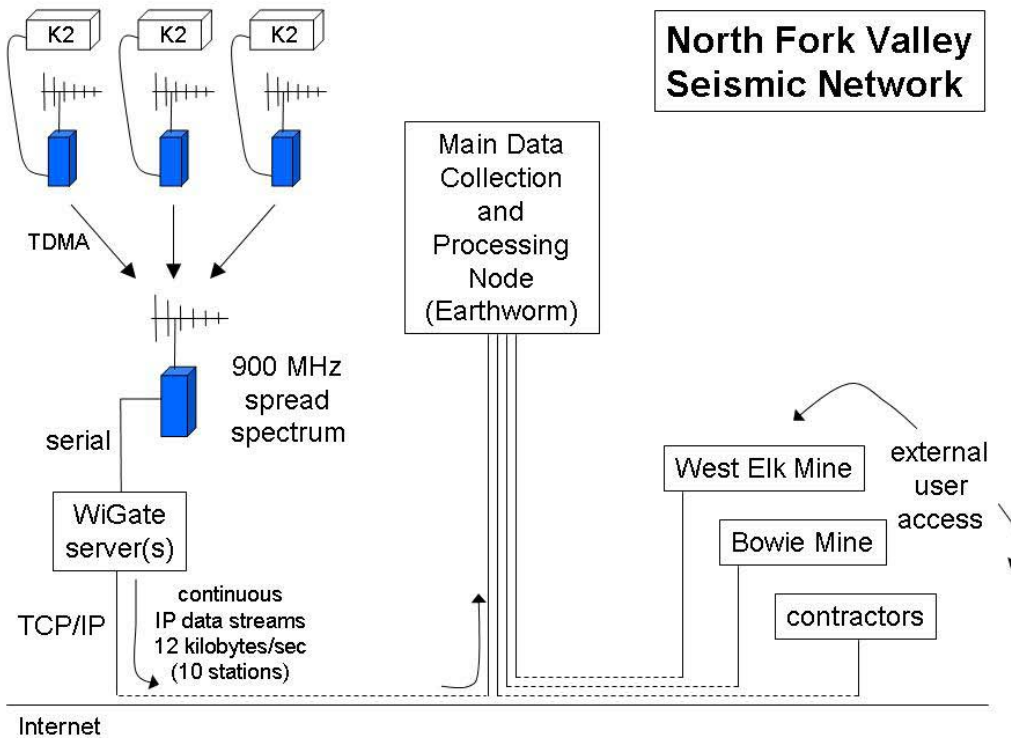 North Fork Valley
Seismic Network
K2
K2
K2
TDMA
900 MHz
spread
spectrum
serial
WiGate
server(s)
TCP/IP
continuous
IP data streams
12 kilobytes/sec
(10 stations)
Main Data
Collection
and
Processing
Node
(Earthworm)
West Elk Mine
Bowie Mine
contractors
external
user
access
Internet